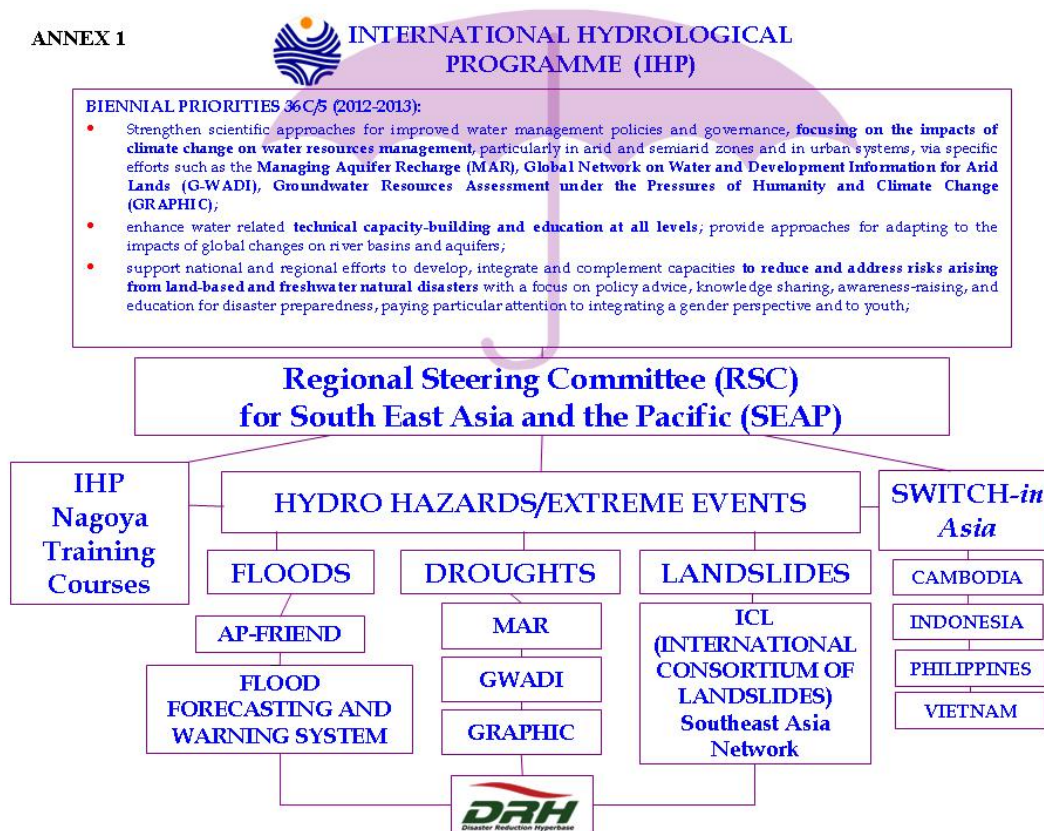 ANNEX 1
INTERNATIONAL HYDROLOGICAL
PROGRAMME (IHP)
BIENNIAL PRIORITIES 36C/5 (2012-2013):
• Strengthen scientific approaches for improved water management policies and governance, focusing on the impacts of
climate change on water resources management, particularly in arid and semiarid zones and in urban systems, via specific
efforts such as the Managing Aquifer Recharge (MAR), Global Network on Water and Development Information for Arid
Lands (G-WADI), Groundwater Resources Assessment under the Pressures of Humanity and Climate Change
(GRAPHIC);
• enhance water related technical capacity-building and education at all levels; provide approaches for adapting to the
impacts of global changes on river basins and aquifers;
• support national and regional efforts to develop, integrate and complement capacities to reduce and address risks arising
from land-based and freshwater natural disasters with a focus on policy advice, knowledge sharing, awareness-raising, and
education for disaster preparedness, paying particular attention to integrating a gender perspective and to youth;
Regional Steering Committee (RSC)
for South East Asia and the Pacific (SEAP)
IHP
Nagoya
Training
Courses
HYDRO HAZARDS/EXTREME EVENTS
SWITCH-in
Asia
FLOODS
DROUGHTS
LANDSLIDES
AP-FRIEND
FLOOD
FORECASTING AND
WARNING SYSTEM
MAR
GWADI
GRAPHIC
ICL
(INTERNATIONAL
CONSORTIUM OF
LANDSLIDES)
Southeast Asia
Network
CAMBODIA
INDONESIA
PHILIPPINES
VIETNAM
DRH
Disaster Reduction Hyperbase